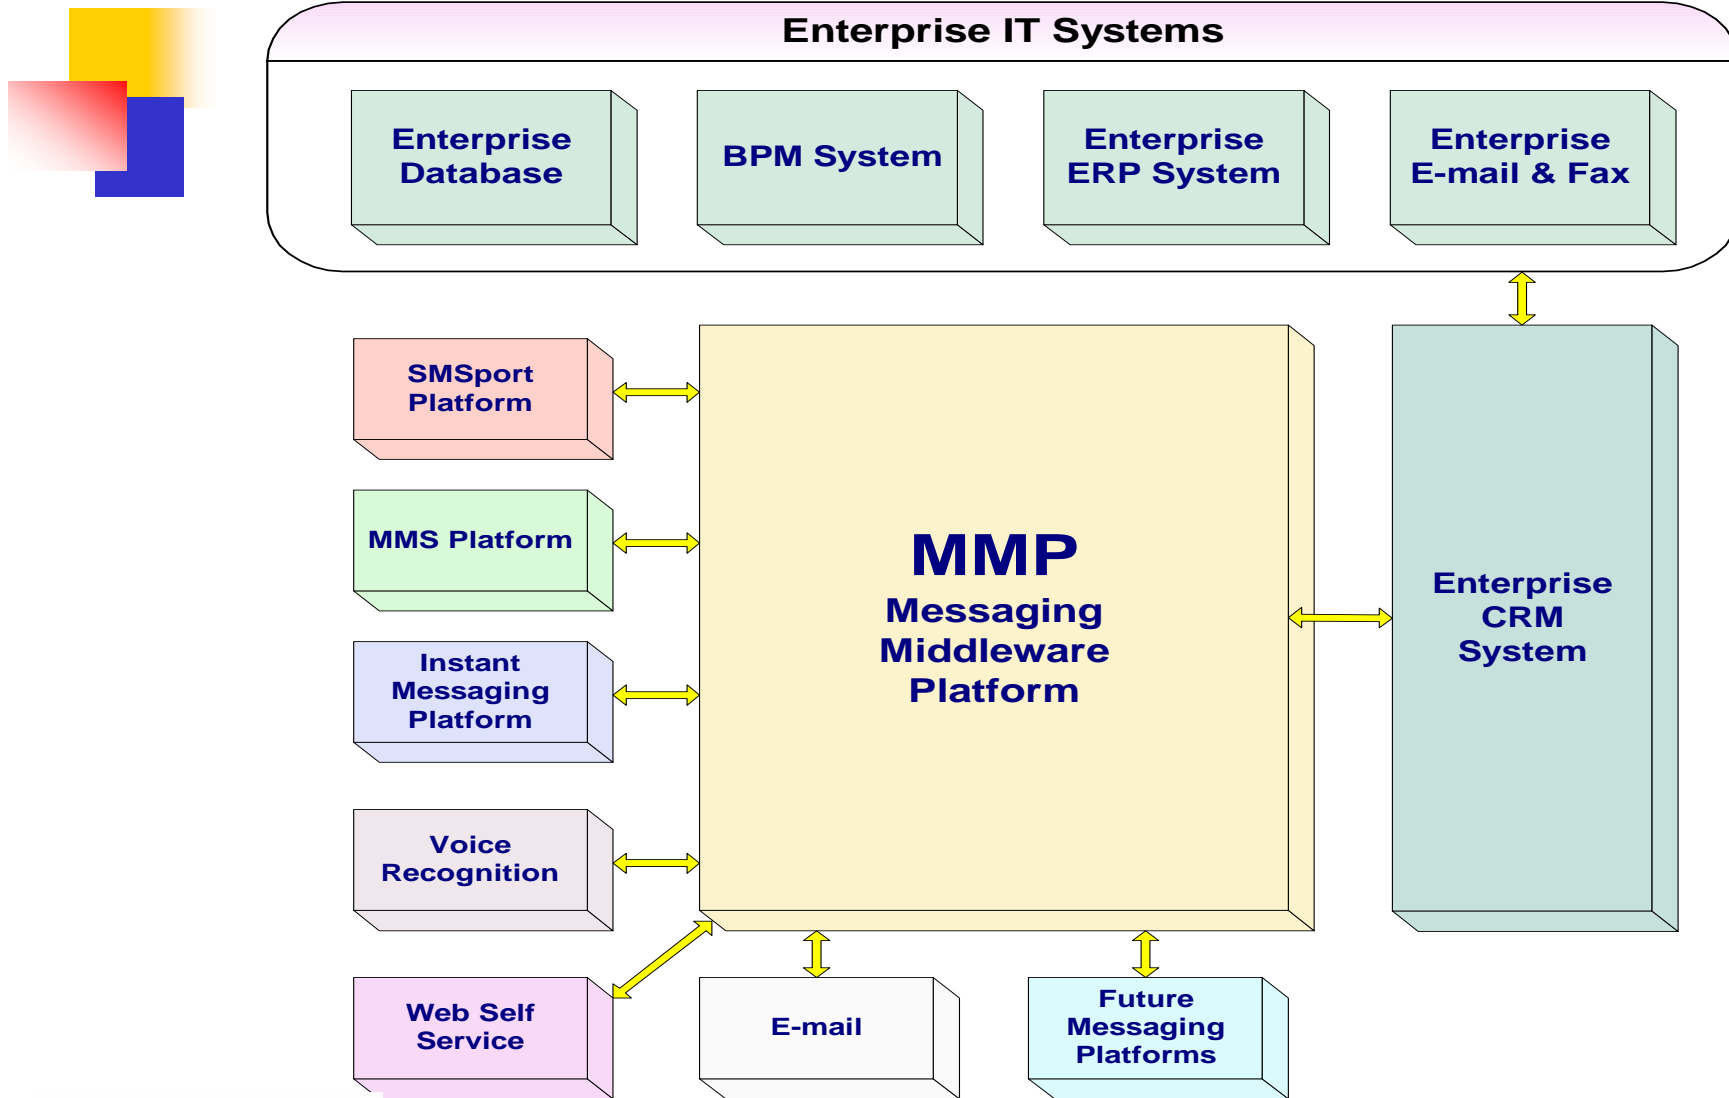 Enterprise IT Systems
Enterprise
Database
BPM System
Enterprise
ERP System
Enterprise
E-mail & Fax
SMSport
Platform
MMS Platform
Instant
Messaging
Platform
Voice
Recognition
MMP
Messaging
Middleware
Platform
Enterprise
CRM
System
Web Self
Service
E-mail
Future
Messaging
Platforms